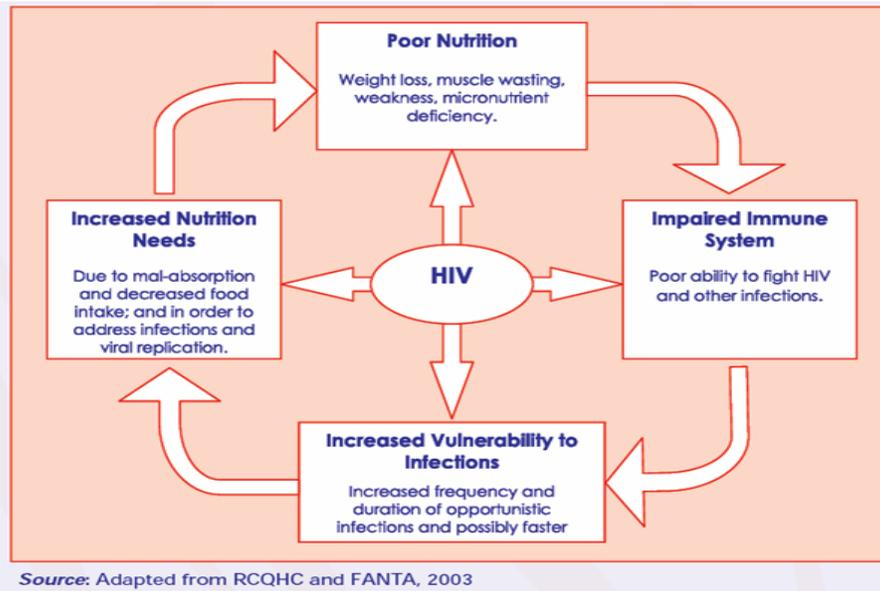 Poor Nutrition
Weight loss, muscle wasting,
weakness, micronutrient
deficiency.
Increased Nutrition
Needs
Due to mal-absorption
and decreased food
intake; and in order to
address infections and
viral replication.
HIV
Impaired Immune
System
Poor ability to fight HIV
and other infections.
Increased Vulnerability to
Infections
Increased frequency and
duration of opportunistic
infections and possibly faster
Source: Adapted from RCQHC and FANTA, 2003